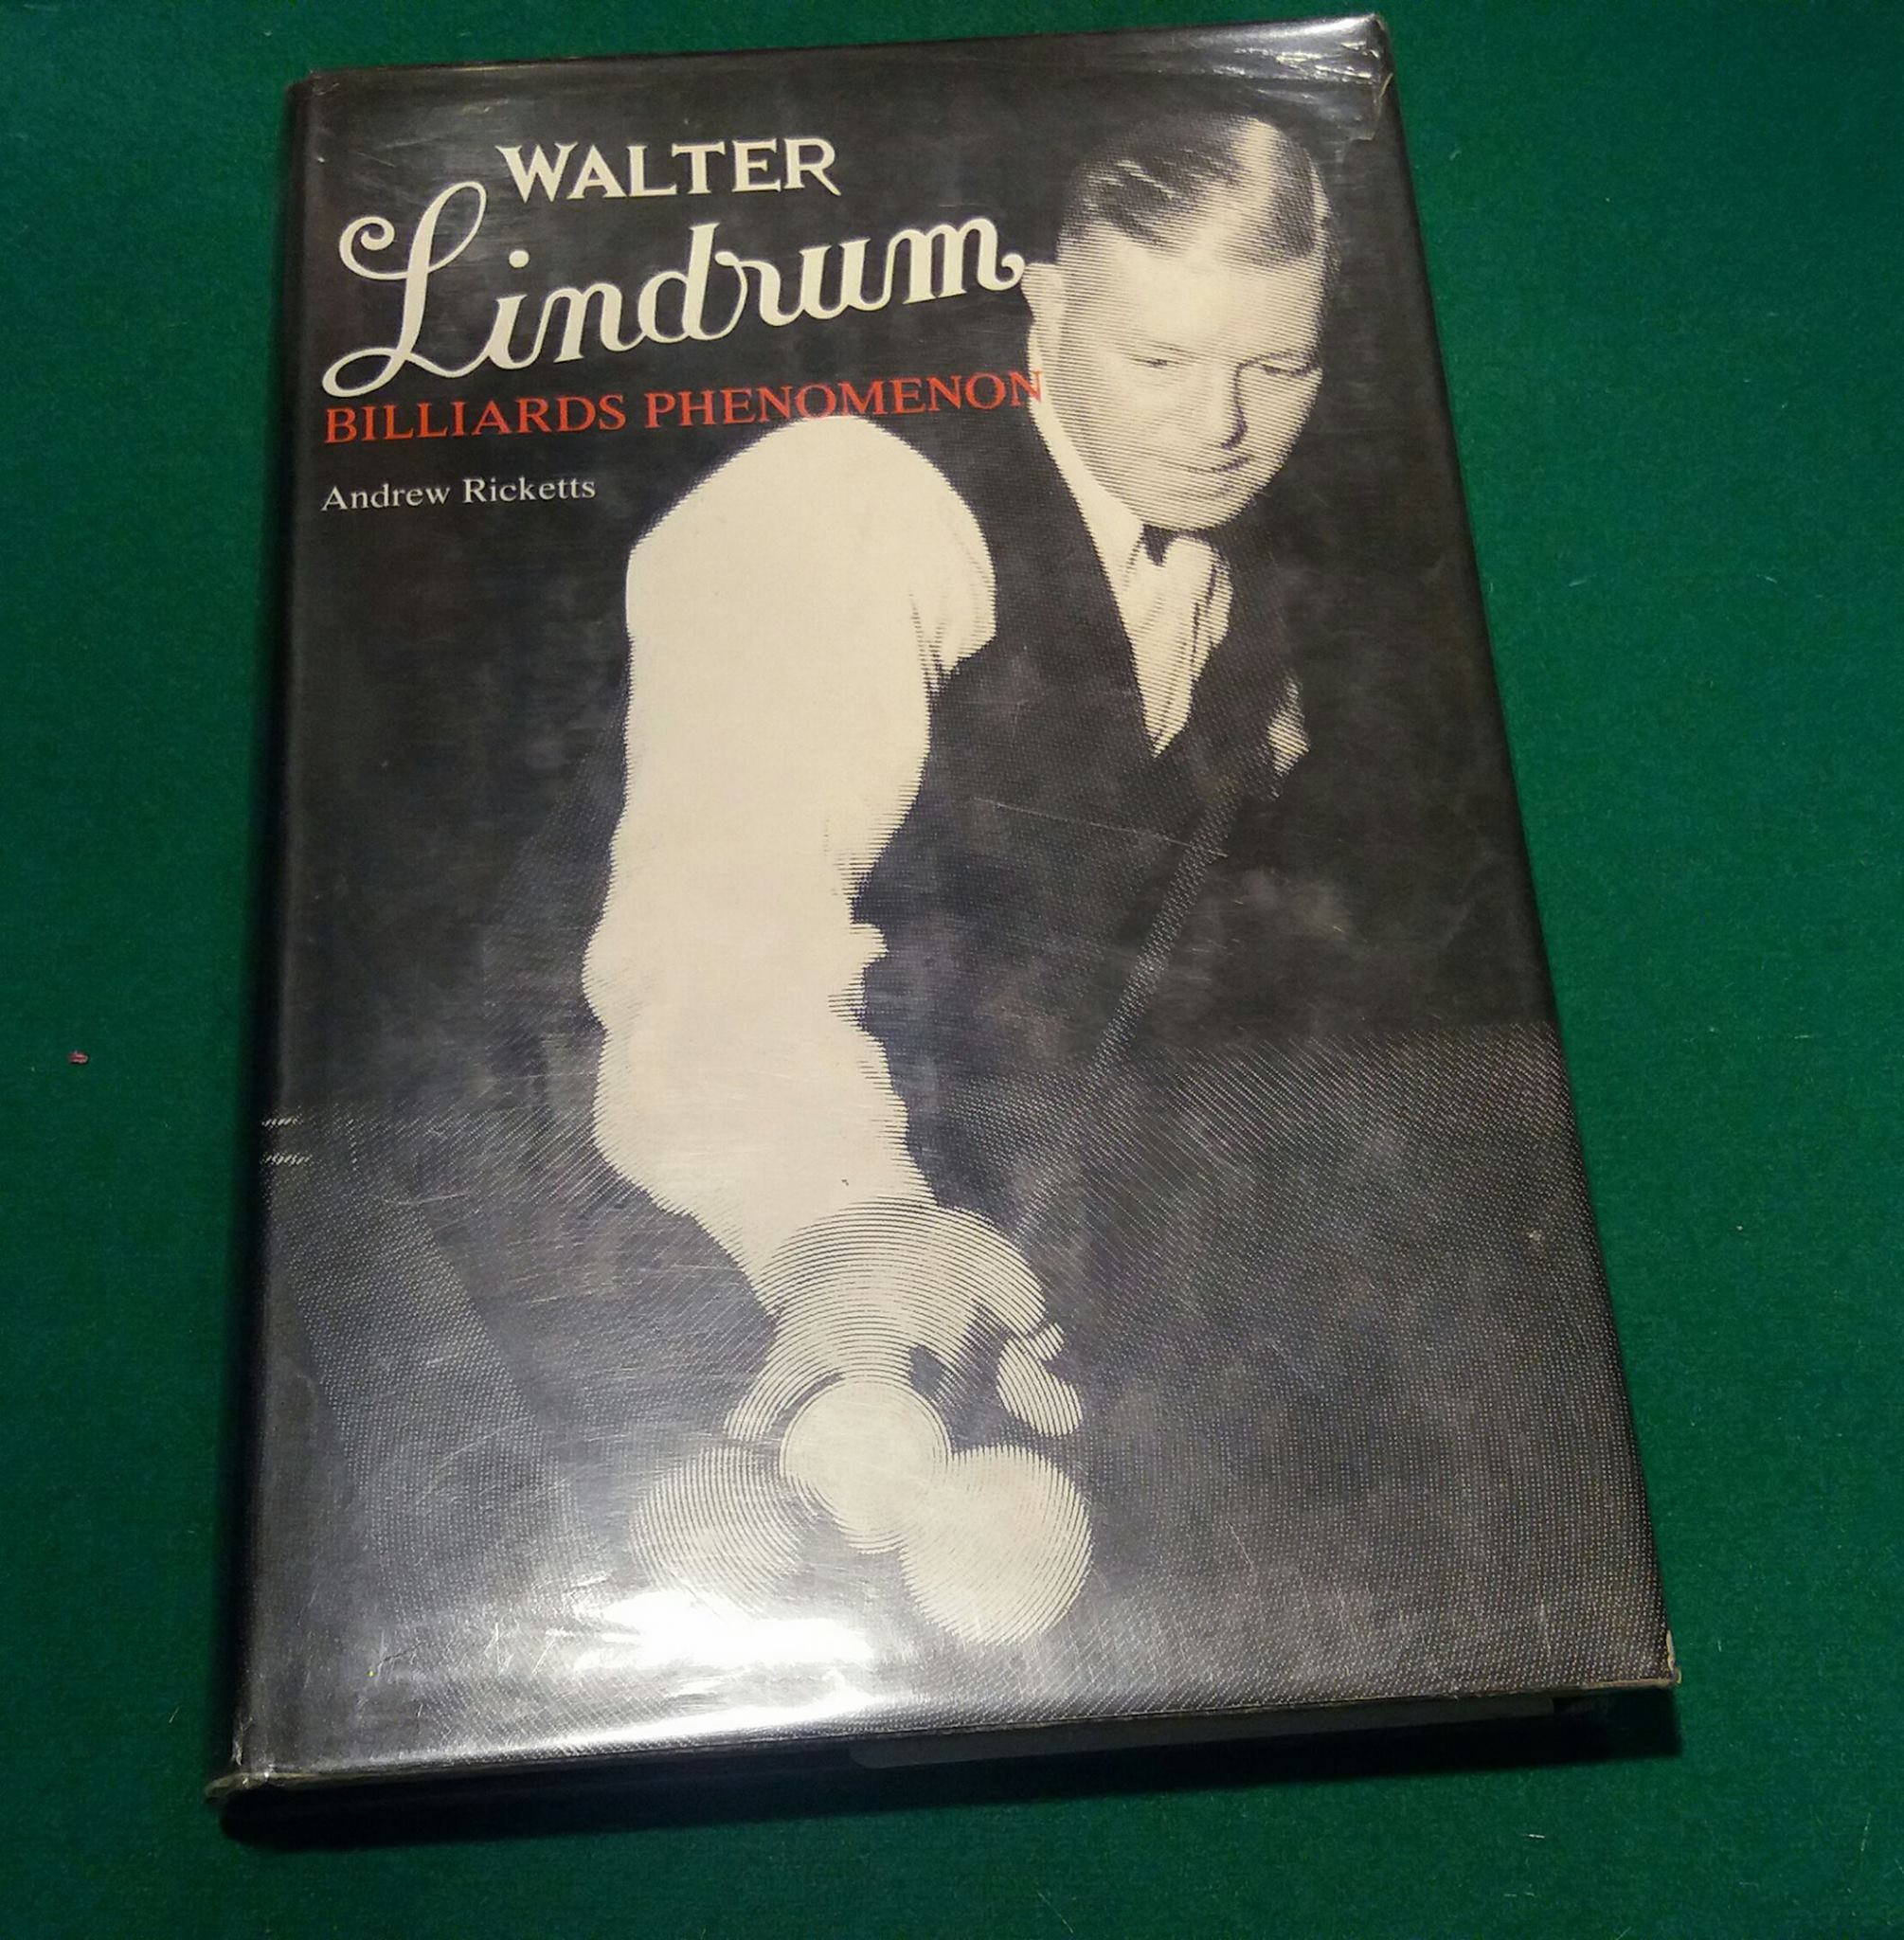 WALTER
Lindrum
BILLIARDS PHENOMENON
Andrew Ricketts